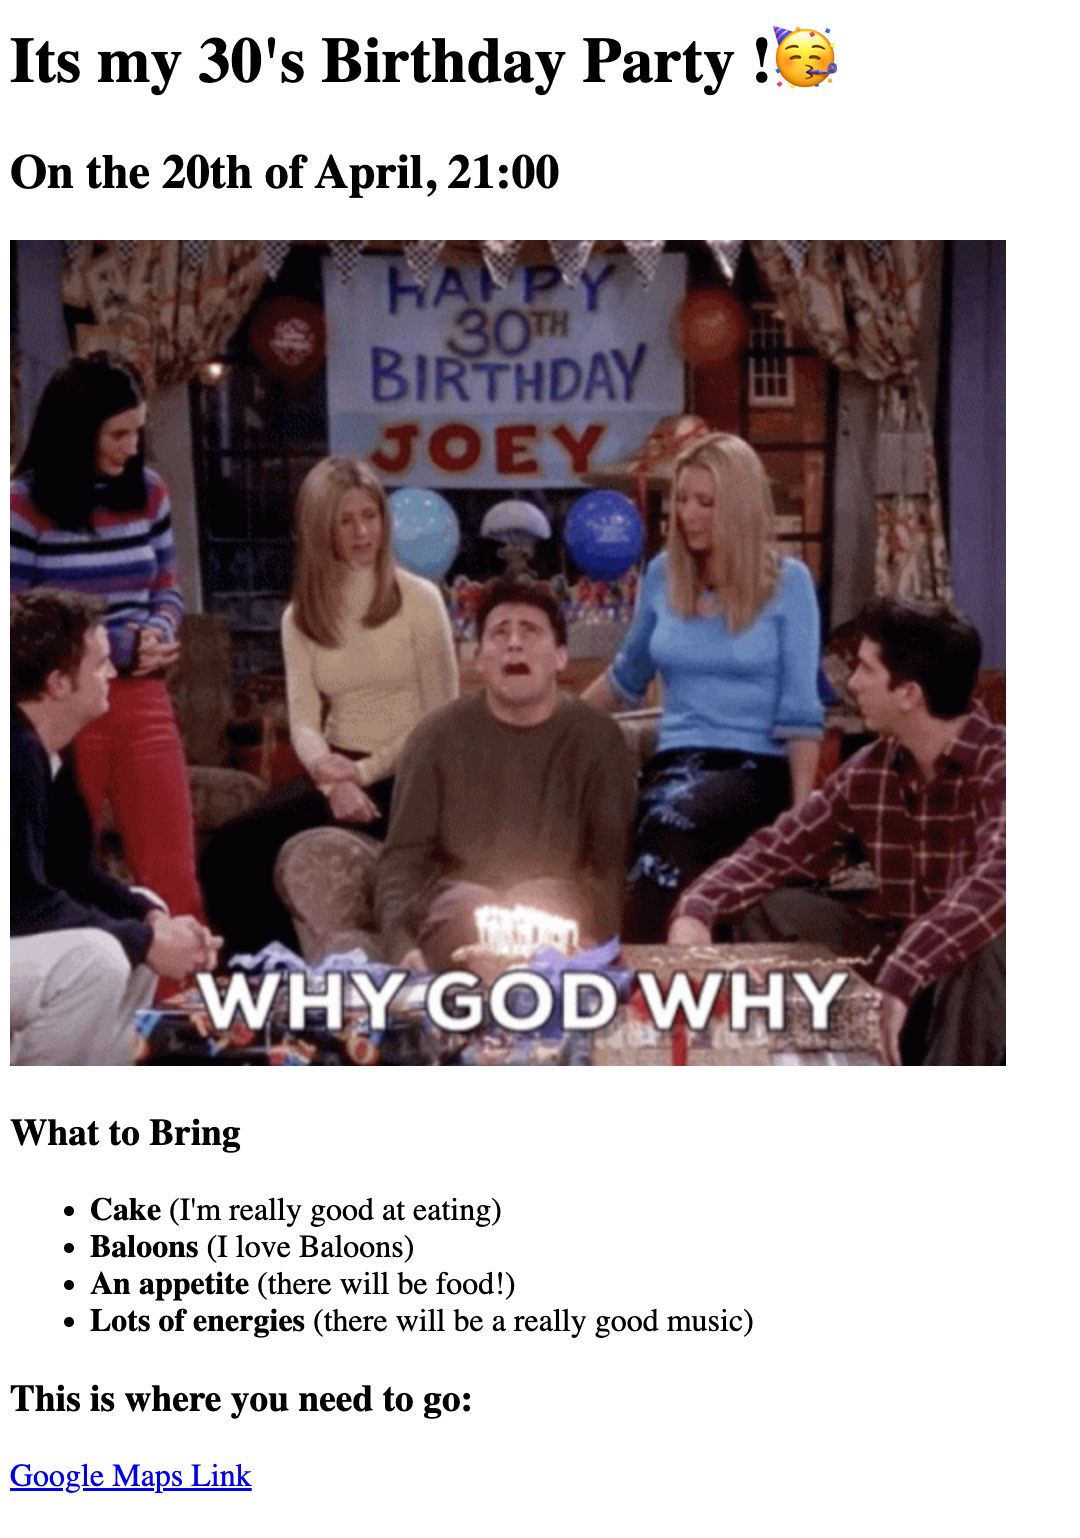 Its my 30's Birthday Party !🥳
On the 20th of April, 21:00
HAPPY
30TH
BIRTHDAY
JOEY
WHY GOD WHY
What to Bring
• Cake (I'm really good at eating)
• Baloons (I love Baloons)
• An appetite (there will be food!)
• Lots of energies (there will be a really good music)
This is where you need to go:
Google Maps Link